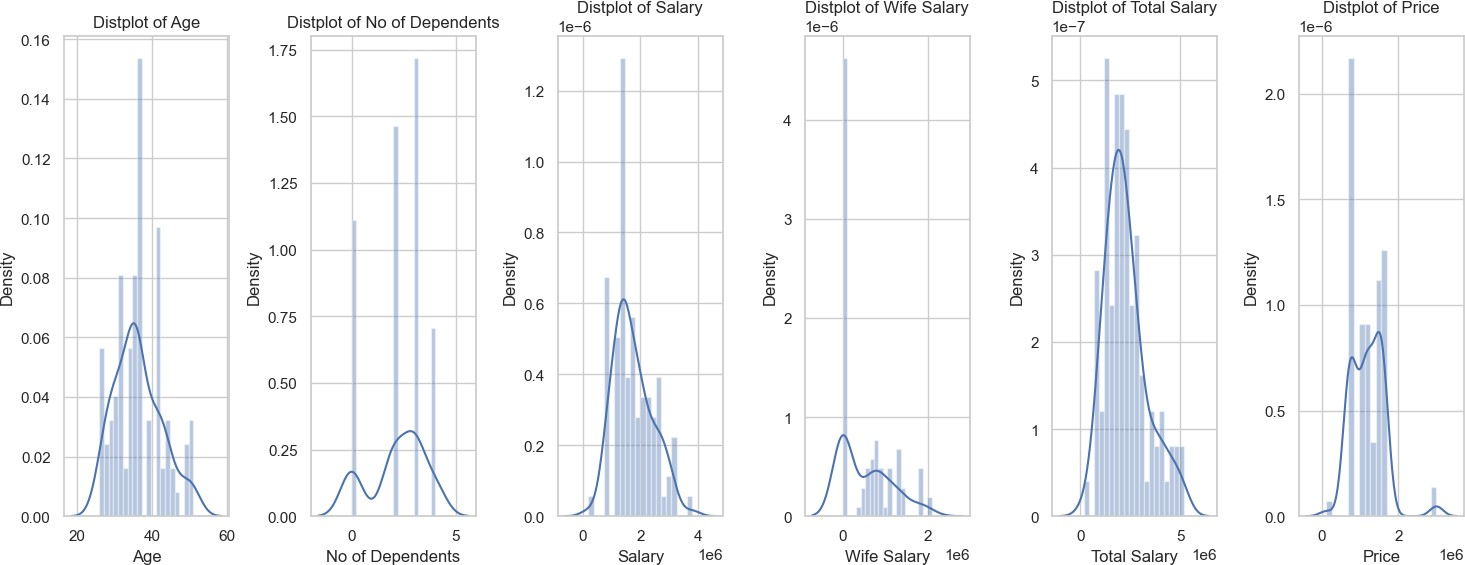 Distplot of Age
0.16
0.14
0.12
0.10
0.08
0.06
0.04
0.02
0.00
Density
20 40 60
Age
Distplot of No of Dependents
1.75
1.50
1.25
1.00
0.75
0.50
0.25
0.00
Density
0 5
No of Dependents
Distplot of Salary
1e−6
1.2
1.0
0.8
0.6
0.4
0.2
0.0
Density
0 2 4
Salary 1e6
Distplot of Wife Salary
1e−6
4
3
2
1
0
Density
0 2
Wife Salary 1e6
Distplot of Total Salary
1e−7
5
4
3
2
1
0
Density
0 5
Total Salary 1e6
Distplot of Price
1e−6
2.0
1.5
1.0
0.5
0.0
Density
0 2
Price 1e6